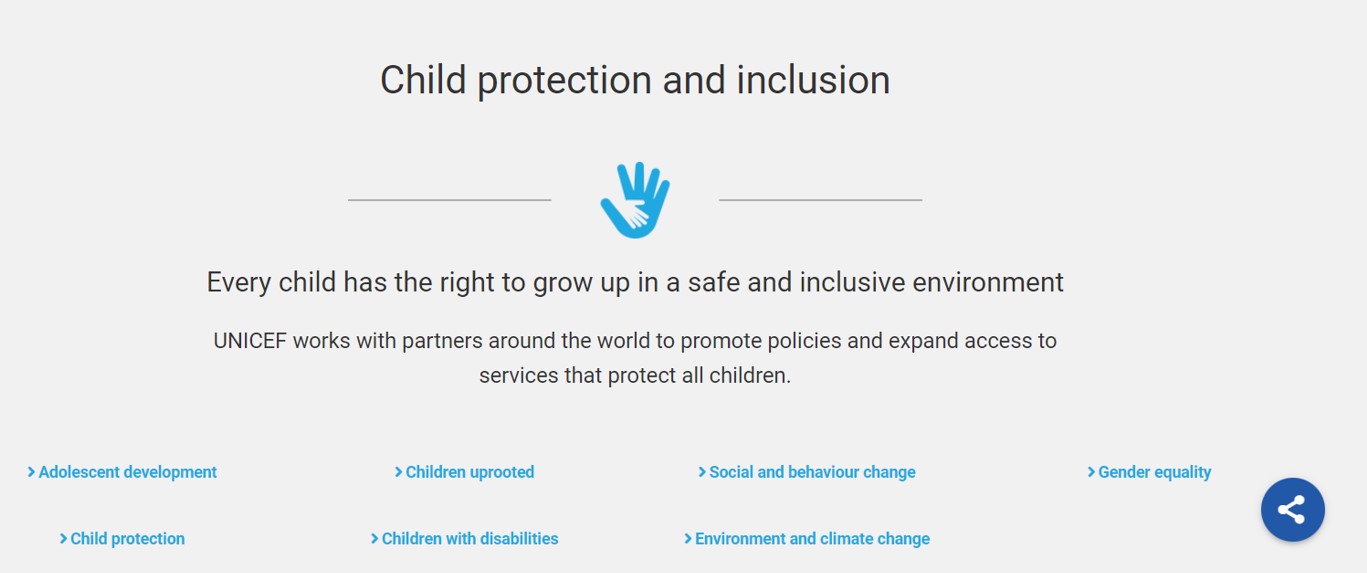 Child protection and inclusion
Every child has the right to grow up in a safe and inclusive environment
UNICEF works with partners around the world to promote policies and expand access to
services that protect all children.
Adolescent development
Children uprooted
Social and behaviour change
Gender equality
Child protection
Children with disabilities
Environment and climate change